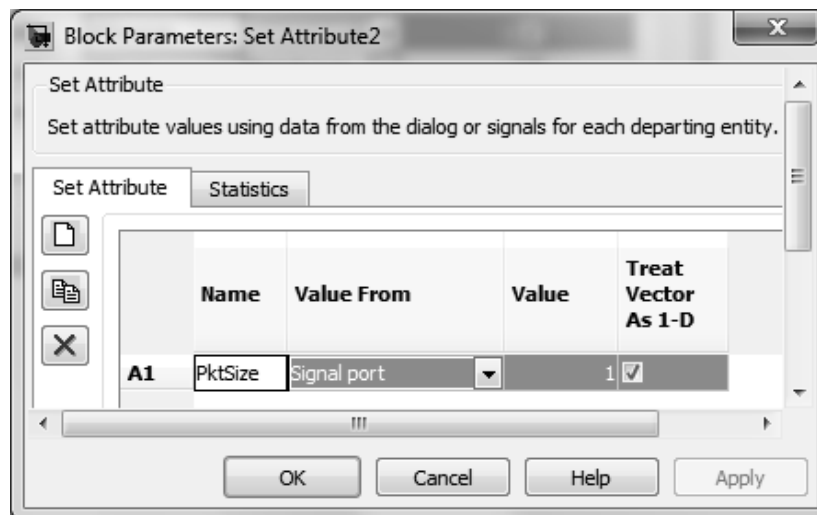 Block Parameters: Set Attribute2
X
Set Attribute
Set attribute values using data from the dialog or signals for each departing entity.
Set Attribute Statistics
Name Value From Value Treat Vector As 1-D
A1 PktSize Signal port 1
OK Cancel Help Apply